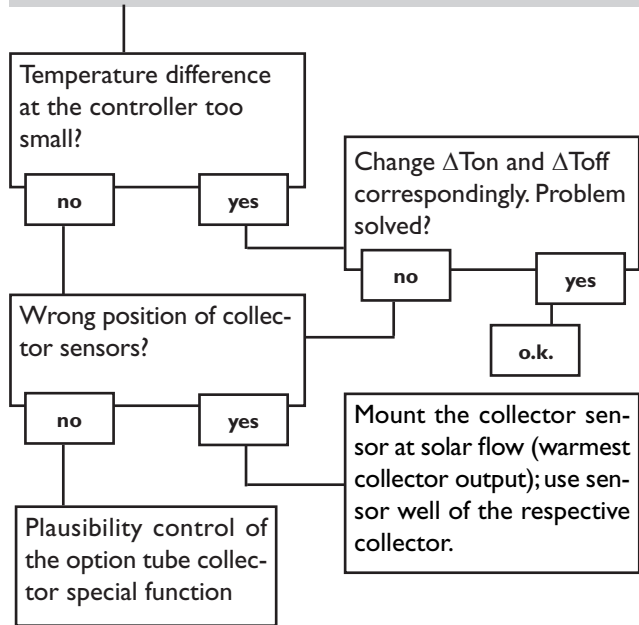 Temperature difference
at the controller too
small?
no
yes
Change ΔTon and ΔToff
correspondingly. Problem
solved?
no
yes
o.k.
Wrong position of collec-
tor sensors?
no
yes
Mount the collector sen-
sor at solar flow (warmest
collector output); use sen-
sor well of the respective
collector.
Plausibility control of
the option tube collec-
tor special function